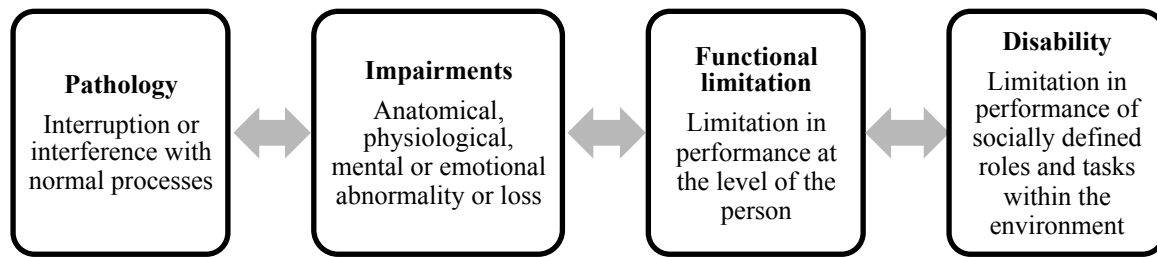 Pathology
Interruption or
interference with
normal processes
Impairments
Anatomical,
physiological,
mental or emotional
abnormality or loss
Functional
limitation
Limitation in
performance at
the level of the
person
Disability
Limitation in
performance of
socially defined
roles and tasks
within the
environment